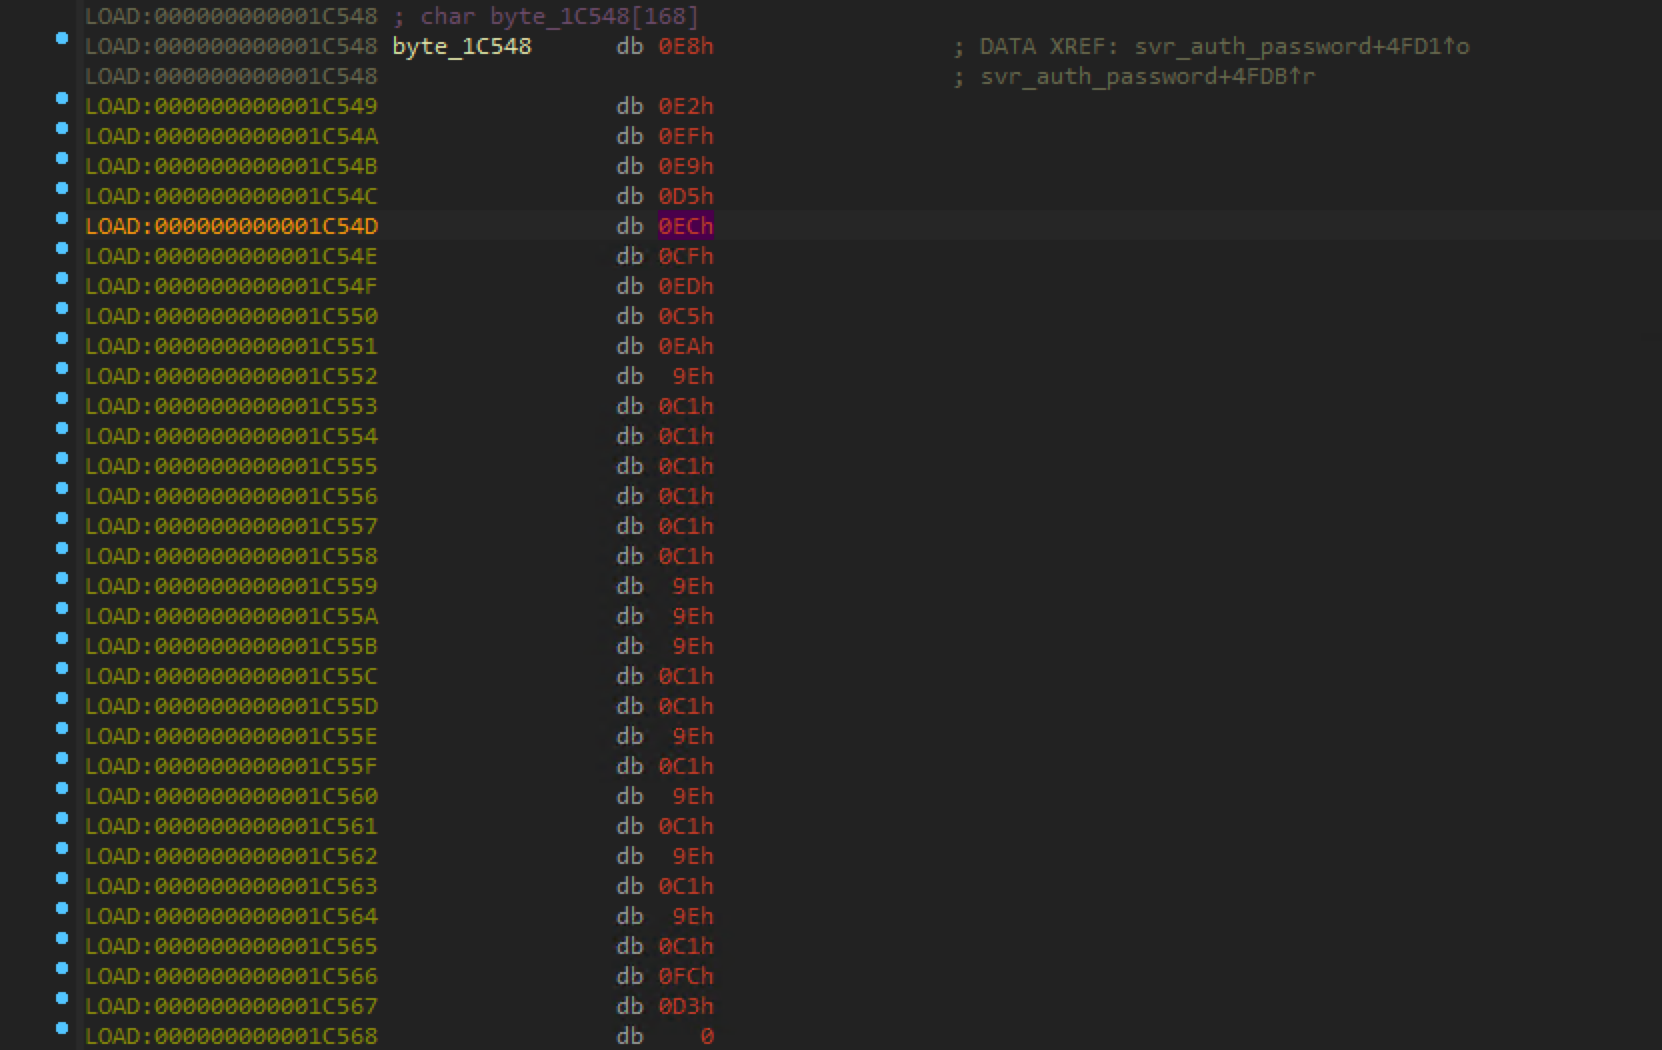 LOAD:000000000001C548 ; char byte_1C548[168]
LOAD:000000000001C548 byte_1C548 db 0E8h ; DATA XREF: svr_auth_password+4FD1↑o
LOAD:000000000001C548 ; svr_auth_password+4FDB↑r
LOAD:000000000001C549 db 0E2h
LOAD:000000000001C54A db 0EFh
LOAD:000000000001C54B db 0E9h
LOAD:000000000001C54C db 0D5h
LOAD:000000000001C54D db 0ECh
LOAD:000000000001C54E db 0CFh
LOAD:000000000001C54F db 0EDh
LOAD:000000000001C550 db 0C5h
LOAD:000000000001C551 db 0EAh
LOAD:000000000001C552 db 9Eh
LOAD:000000000001C553 db 0C1h
LOAD:000000000001C554 db 0C1h
LOAD:000000000001C555 db 0C1h
LOAD:000000000001C556 db 0C1h
LOAD:000000000001C557 db 0C1h
LOAD:000000000001C558 db 0C1h
LOAD:000000000001C559 db 9Eh
LOAD:000000000001C55A db 9Eh
LOAD:000000000001C55B db 9Eh
LOAD:000000000001C55C db 0C1h
LOAD:000000000001C55D db 0C1h
LOAD:000000000001C55E db 9Eh
LOAD:000000000001C55F db 0C1h
LOAD:000000000001C560 db 9Eh
LOAD:000000000001C561 db 0C1h
LOAD:000000000001C562 db 9Eh
LOAD:000000000001C563 db 0C1h
LOAD:000000000001C564 db 9Eh
LOAD:000000000001C565 db 0C1h
LOAD:000000000001C566 db 0FCh
LOAD:000000000001C567 db 0D3h
LOAD:000000000001C568 db 0